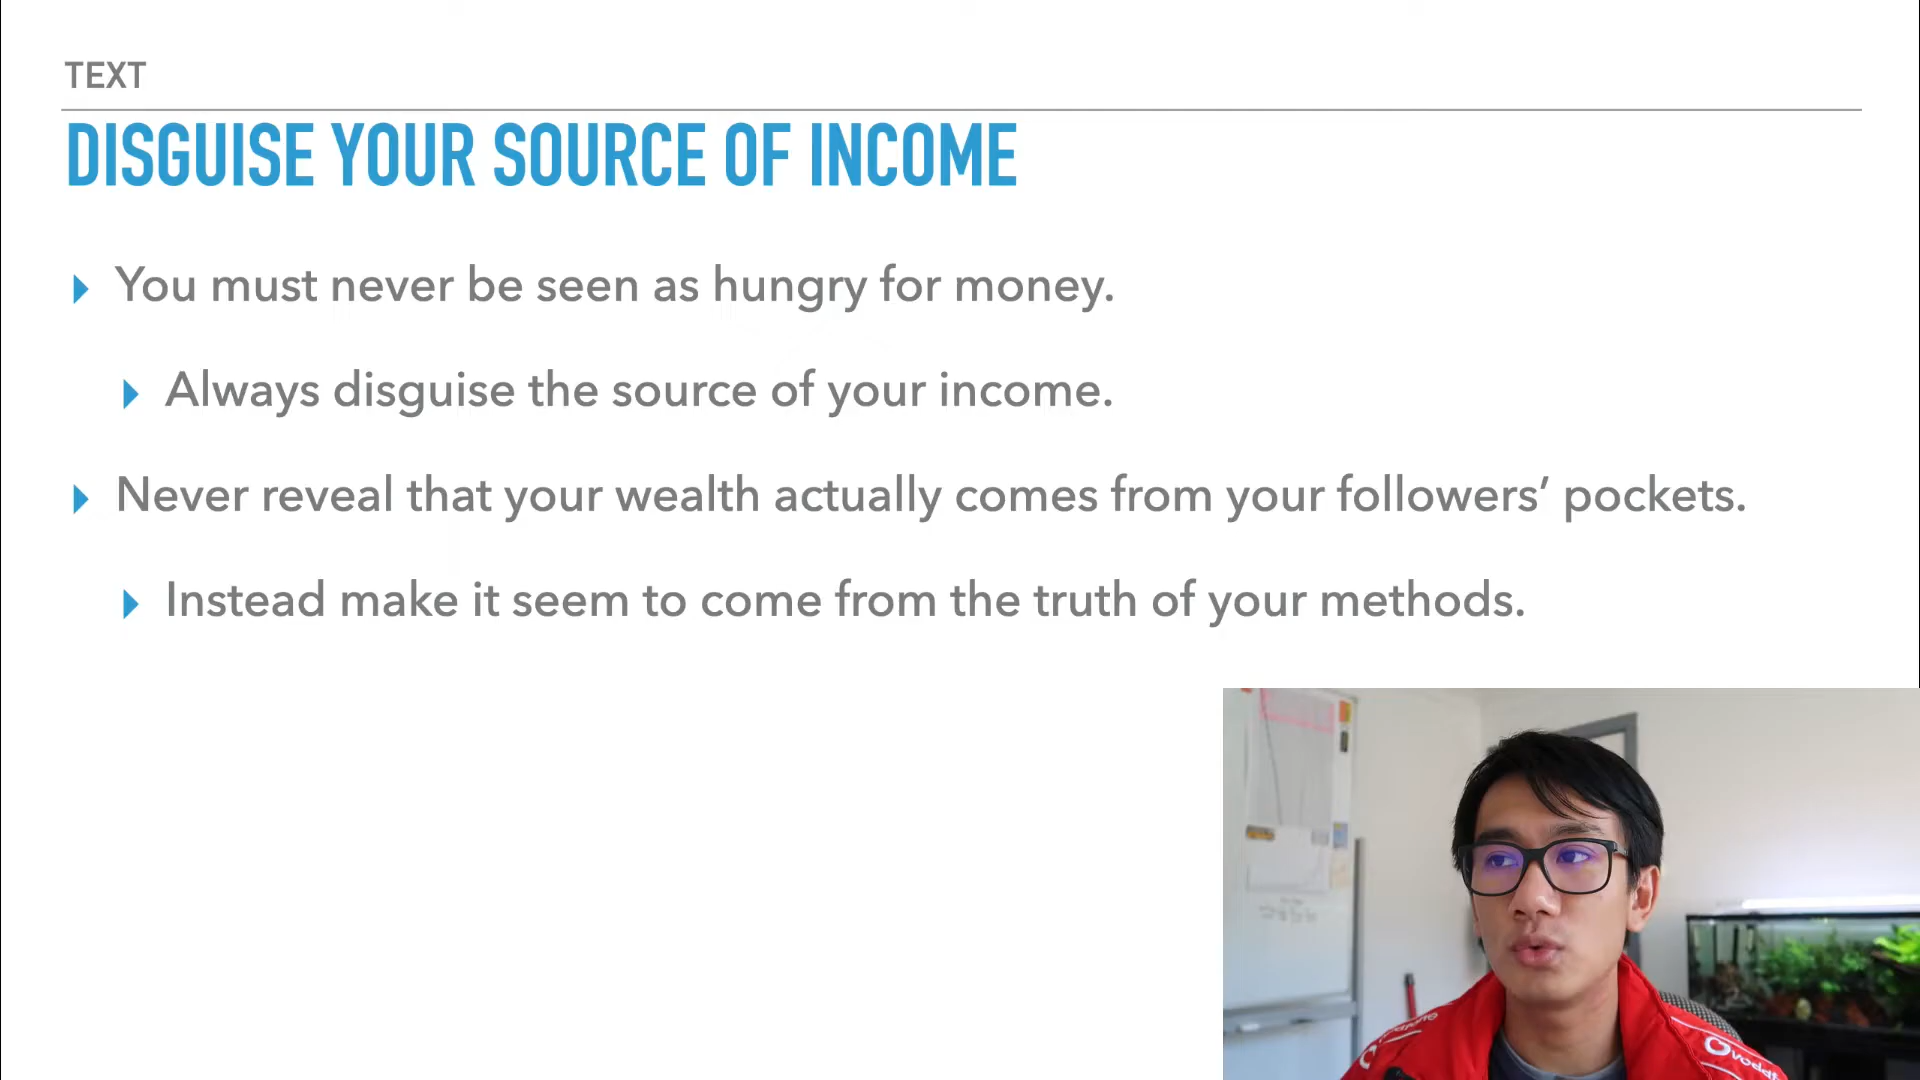 TEXT
DISGUISE YOUR SOURCE OF INCOME
You must never be seen as hungry for money.
Always disguise the source of your income.
Never reveal that your wealth actually comes from your followers’ pockets.
Instead make it seem to come from the truth of your methods.